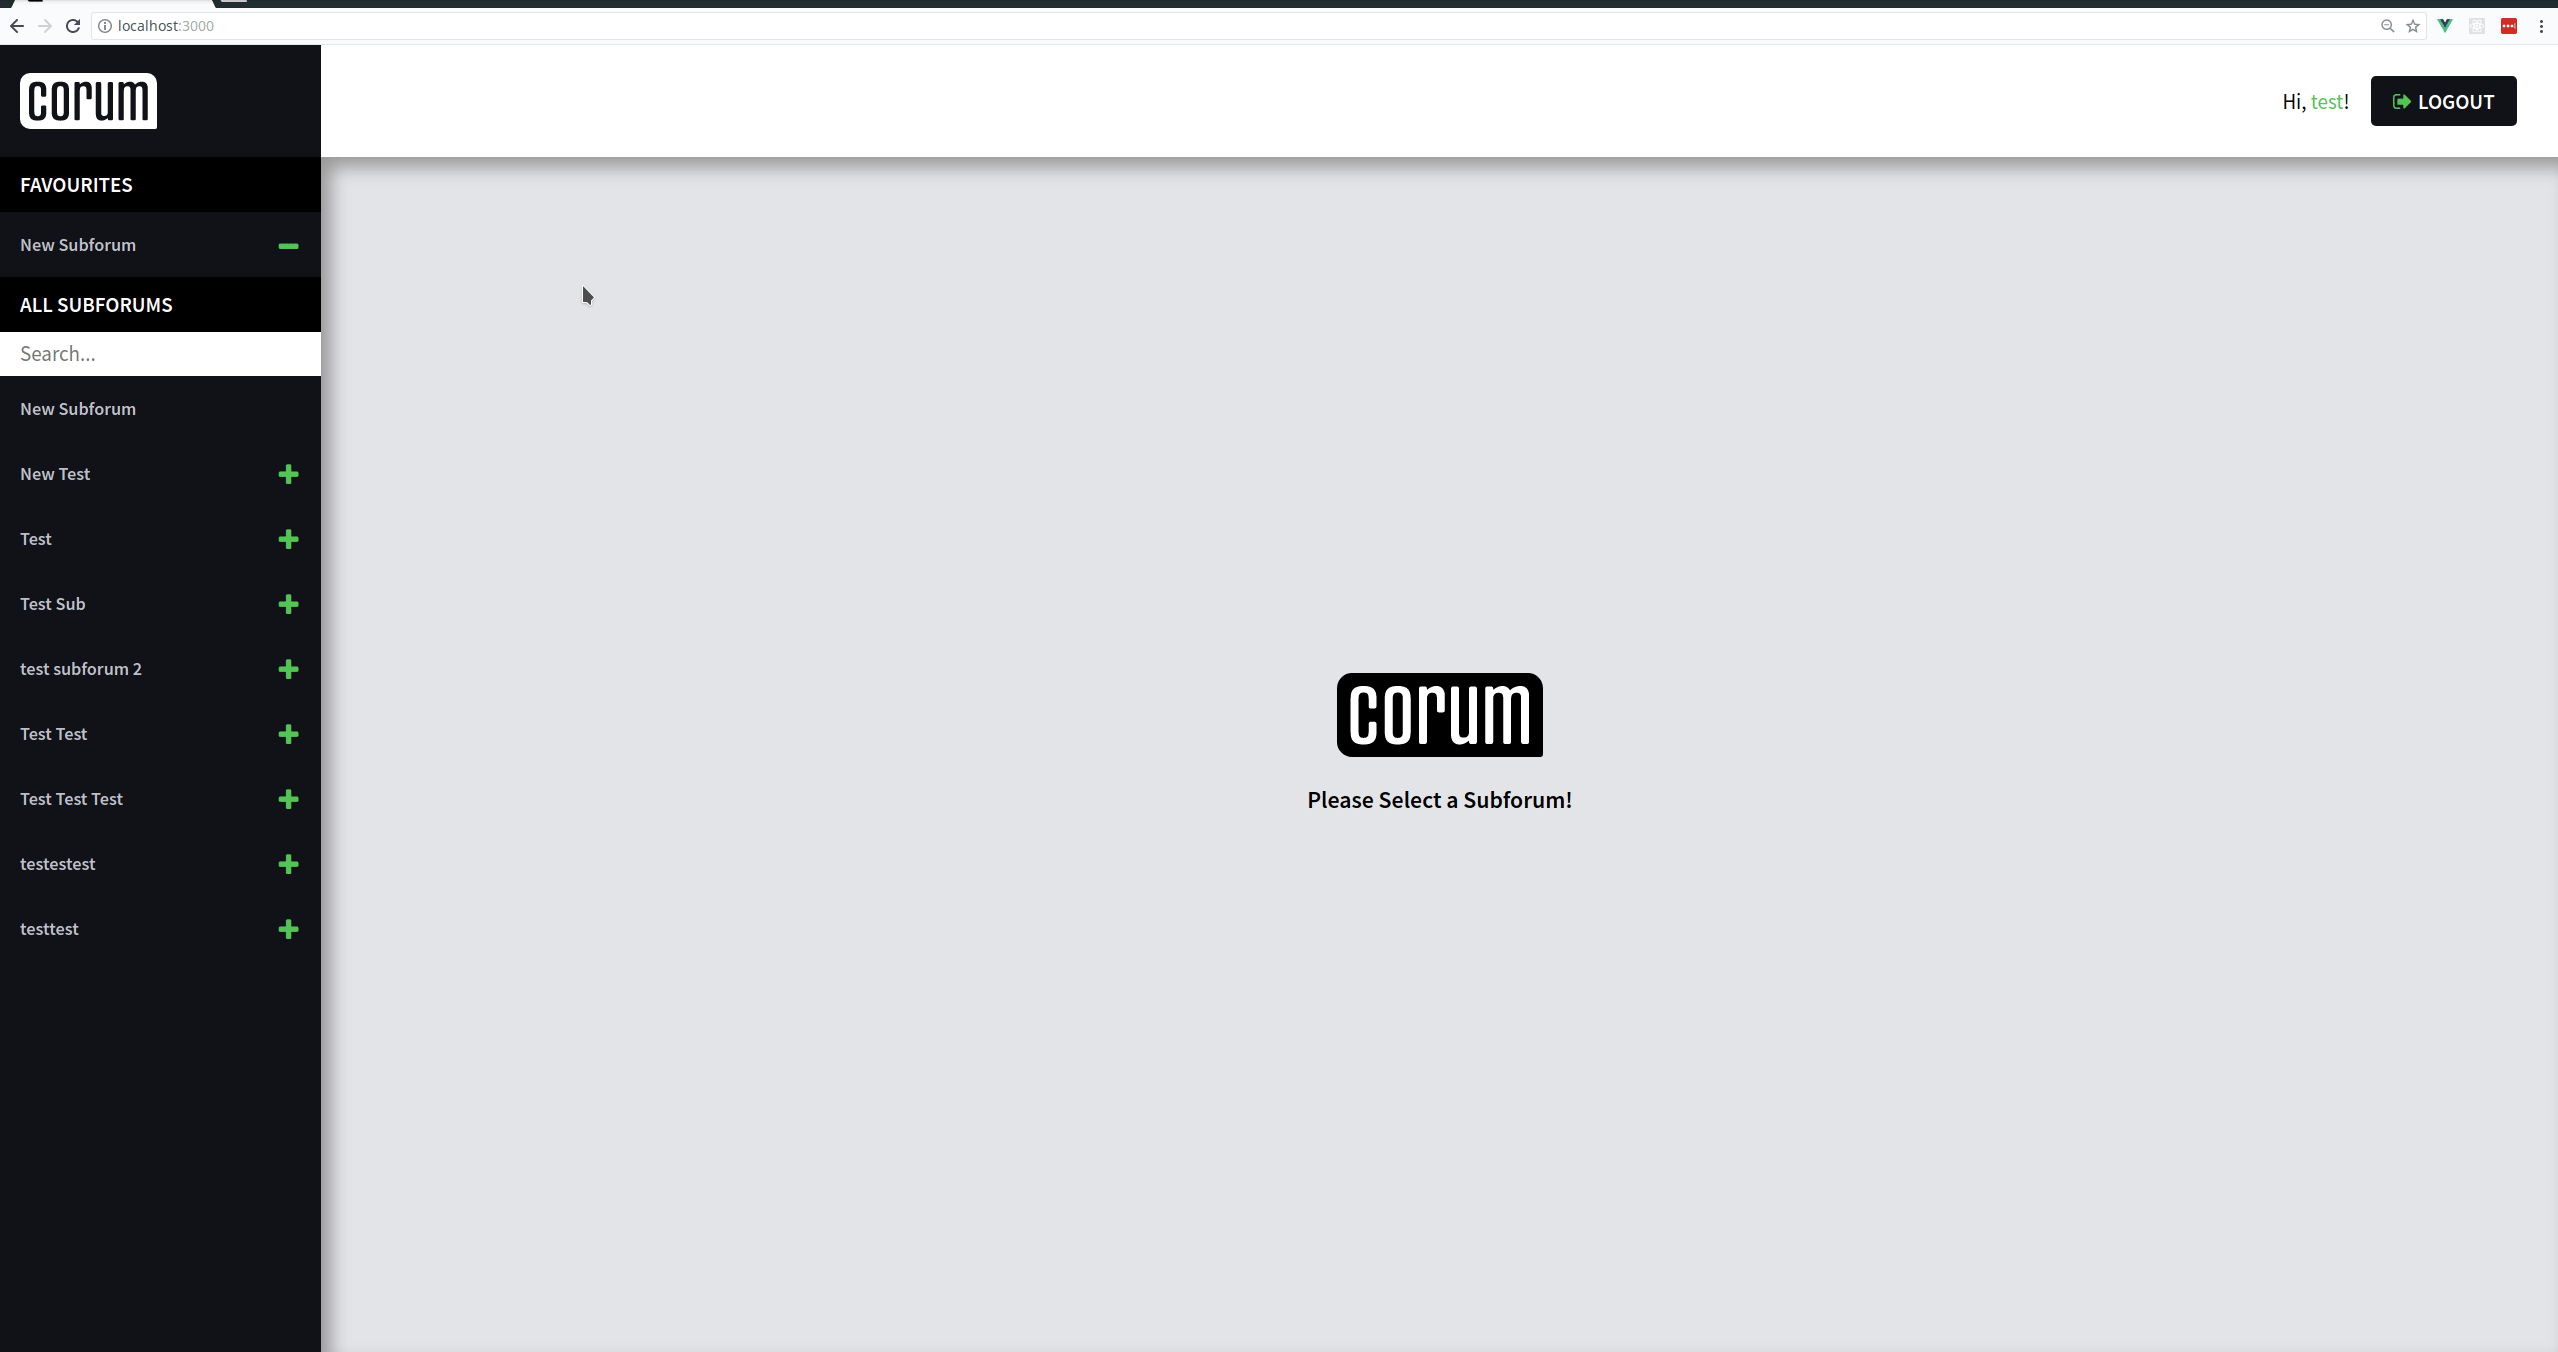 localhost:3000
corum
Hi, test!
LOGOUT
FAVOURITES
New Subforum
ALL SUBFORUMS
Search...
New Subforum
New Test
Test
Test Sub
test subforum 2
Test Test
Test Test Test
testestest
testtest
corum
Please Select a Subforum!